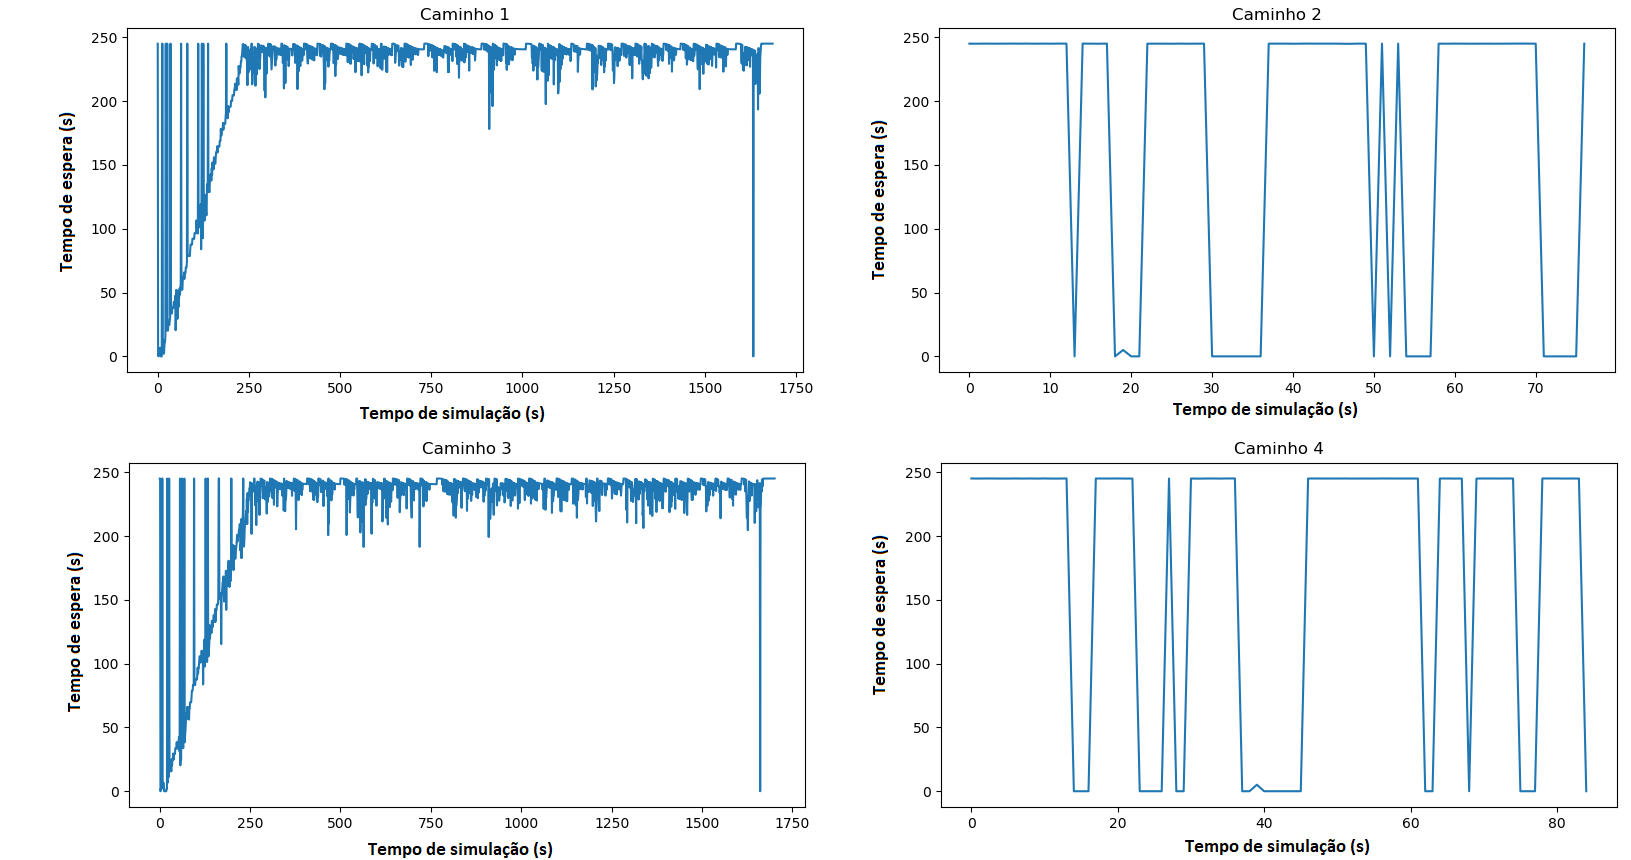 Caminho 1
250
200
150
100
50
0
Tempo de espera (s)
0 250 500 750 1000 1250 1500 1750
Tempo de simulação (s)
Caminho 2
250
200
150
100
50
0
Tempo de espera (s)
0 10 20 30 40 50 60 70
Tempo de simulação (s)
Caminho 3
250
200
150
100
50
0
Tempo de espera (s)
0 250 500 750 1000 1250 1500 1750
Tempo de simulação (s)
Caminho 4
250
200
150
100
50
0
Tempo de espera (s)
0 20 40 60 80
Tempo de simulação (s)